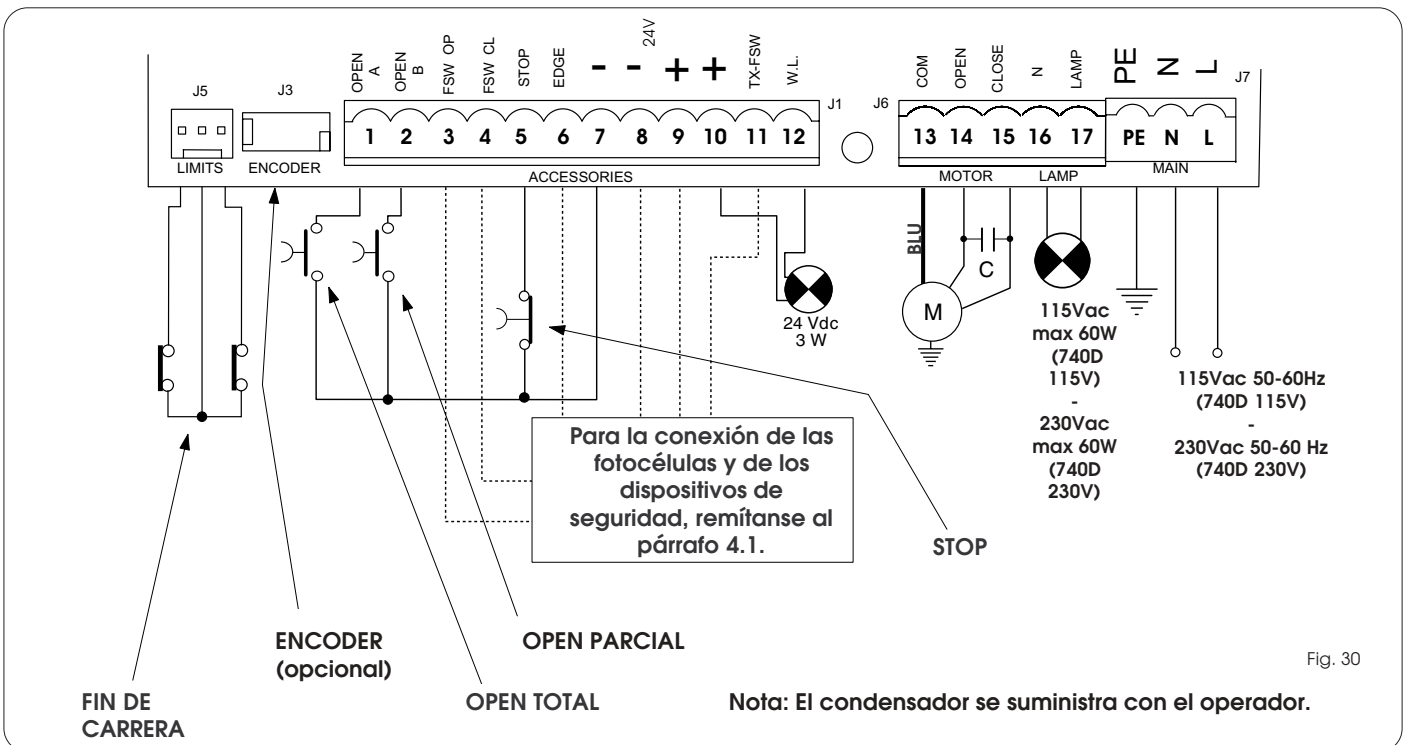 J5
J3
OPEN A
OPEN B
FSW OP
FSW CL
STOP
EDGE
-
-
24V
+
+
TX-FSW
W.L.
J1
J6
COM
OPEN
CLOSE
N
LAMP
PE
N
L
J7
1 2 3 4 5 6 7 8 9 10 11 12
13 14 15 16 17 PE N L
LIMITS
ENCODER
ACCESSORIES
MOTOR
LAMP
MAIN
BLU
C
M
24 Vdc
3 W
115Vac
max 60W
(740D
115V)
-
230Vac
max 60W
(740D
230V)
115Vac 50-60Hz
(740D 115V)
-
230Vac 50-60 Hz
(740D 230V)
Para la conexión de las
fotocélulas y de los
dispositivos de
seguridad, remítanse al
párrafo 4.1.
STOP
ENCODER
(opcional)
OPEN PARCIAL
Fig. 30
FIN DE
CARRERA
OPEN TOTAL
Nota: El condensador se suministra con el operador.